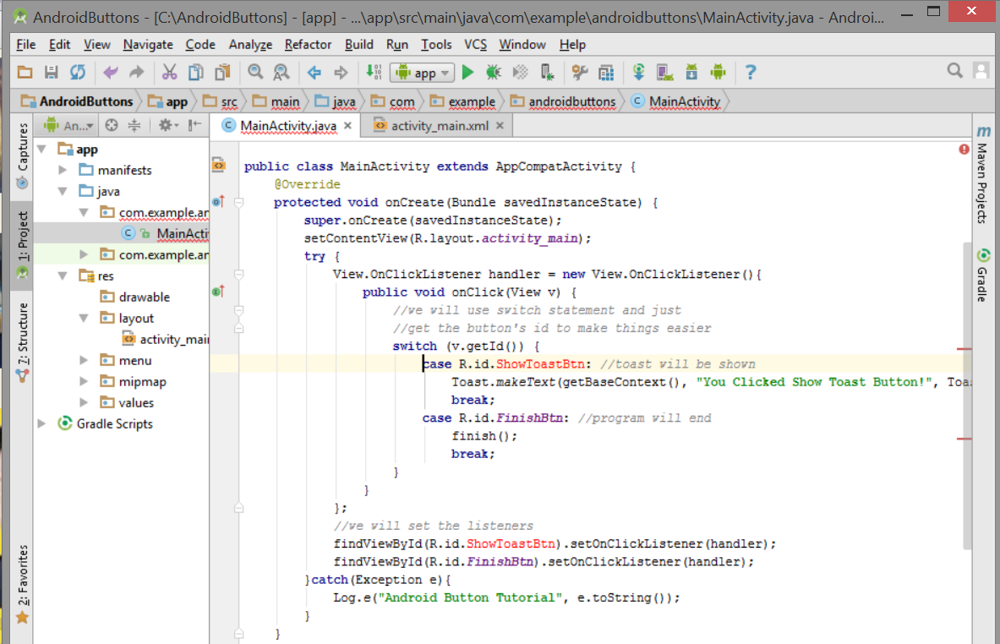 AndroidButtons - [C:\AndroidButtons] - [app] - ...\app\src\main\java\com\example\androidbuttons\MainActivity.java - Androi...
File Edit View Navigate Code Analyze Refactor Build Run Tools VCS Window Help
app
AndroidButtons app src main java com example androidbuttons MainActivity
An... MainActivity.java activity_main.xml
Captures
1: Project
7: Structure
2: Favorites
app
manifests
java
com.example.an
MainActi
com.example.an
res
drawable
layout
activity_mai
menu
mipmap
values
Gradle Scripts
public class MainActivity extends AppCompatActivity {
@Override
protected void onCreate(Bundle savedInstanceState) {
super.onCreate(savedInstanceState);
setContentView(R.layout.activity_main);
try {
View.OnClickListener handler = new View.OnClickListener(){
public void onClick(View v) {
//we will use switch statement and just
//get the button's id to make things easier
switch (v.getId()) {
case R.id.ShowToastBtn: //toast will be shown
Toast.makeText(getBaseContext(), "You Clicked Show Toast Button!", Toa
break;
case R.id.FinishBtn: //program will end
finish();
break;
}
}
};
//we will set the listeners
findViewById(R.id.ShowToastBtn).setOnClickListener(handler);
findViewById(R.id.FinishBtn).setOnClickListener(handler);
}catch(Exception e){
Log.e("Android Button Tutorial", e.toString());
}
}
m
Maven Projects
Gradle